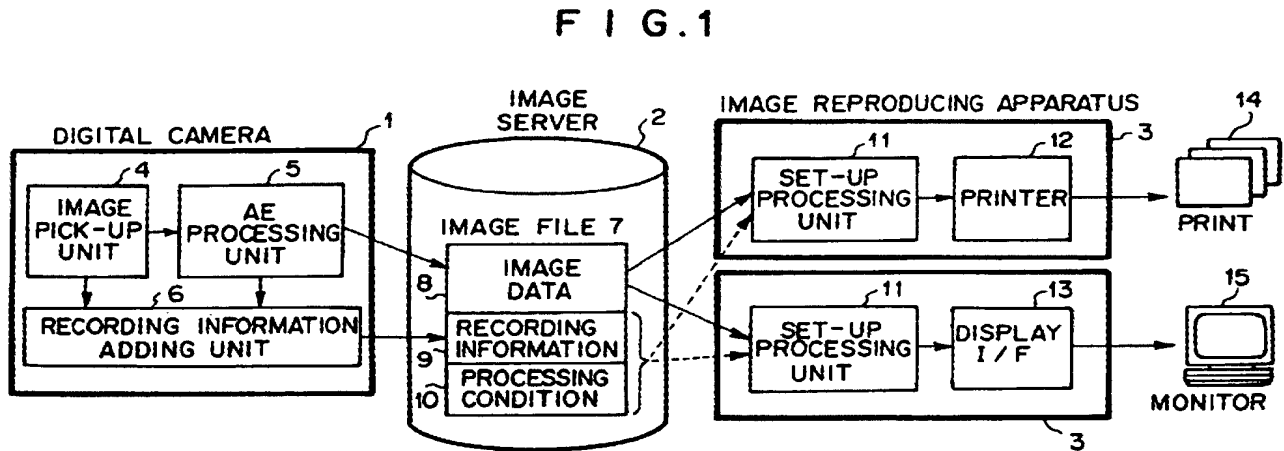 FIG.1
DIGITAL CAMERA
1
4
IMAGE
PICK-UP
UNIT
5
AE
PROCESSING
UNIT
6
RECORDING INFORMATION
ADDING UNIT
IMAGE
SERVER
2
IMAGE FILE 7
IMAGE
DATA
8
RECORDING
INFORMATION
9
PROCESSING
CONDITION
10
IMAGE REPRODUCING APPARATUS
3
11
SET-UP
PROCESSING
UNIT
12
PRINTER
14
PRINT
11
SET-UP
PROCESSING
UNIT
13
DISPLAY
I/F
15
MONITOR
3